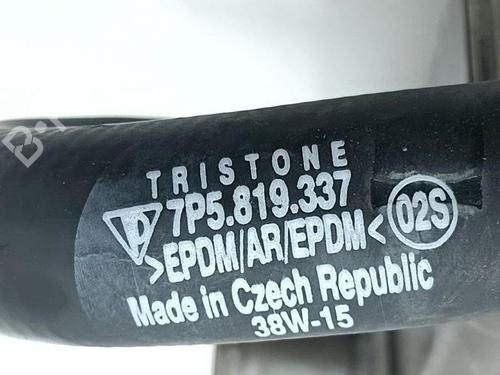 TRISTONE
7P5.819.337
>EPDM/AR/EPDM<
02S
Made in Czech Republic
38W-15